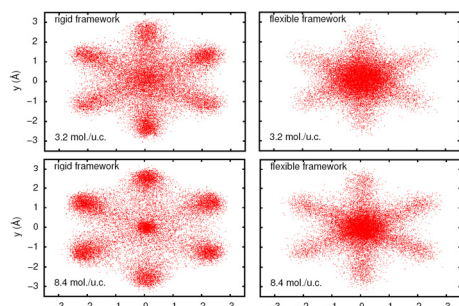 rigid framework
flexible framework
y (Å)
3
2
1
0
−1
−2
−3
3.2 mol./u.c.
3.2 mol./u.c.
rigid framework
flexible framework
y (Å)
3
2
1
0
−1
−2
−3
8.4 mol./u.c.
8.4 mol./u.c.